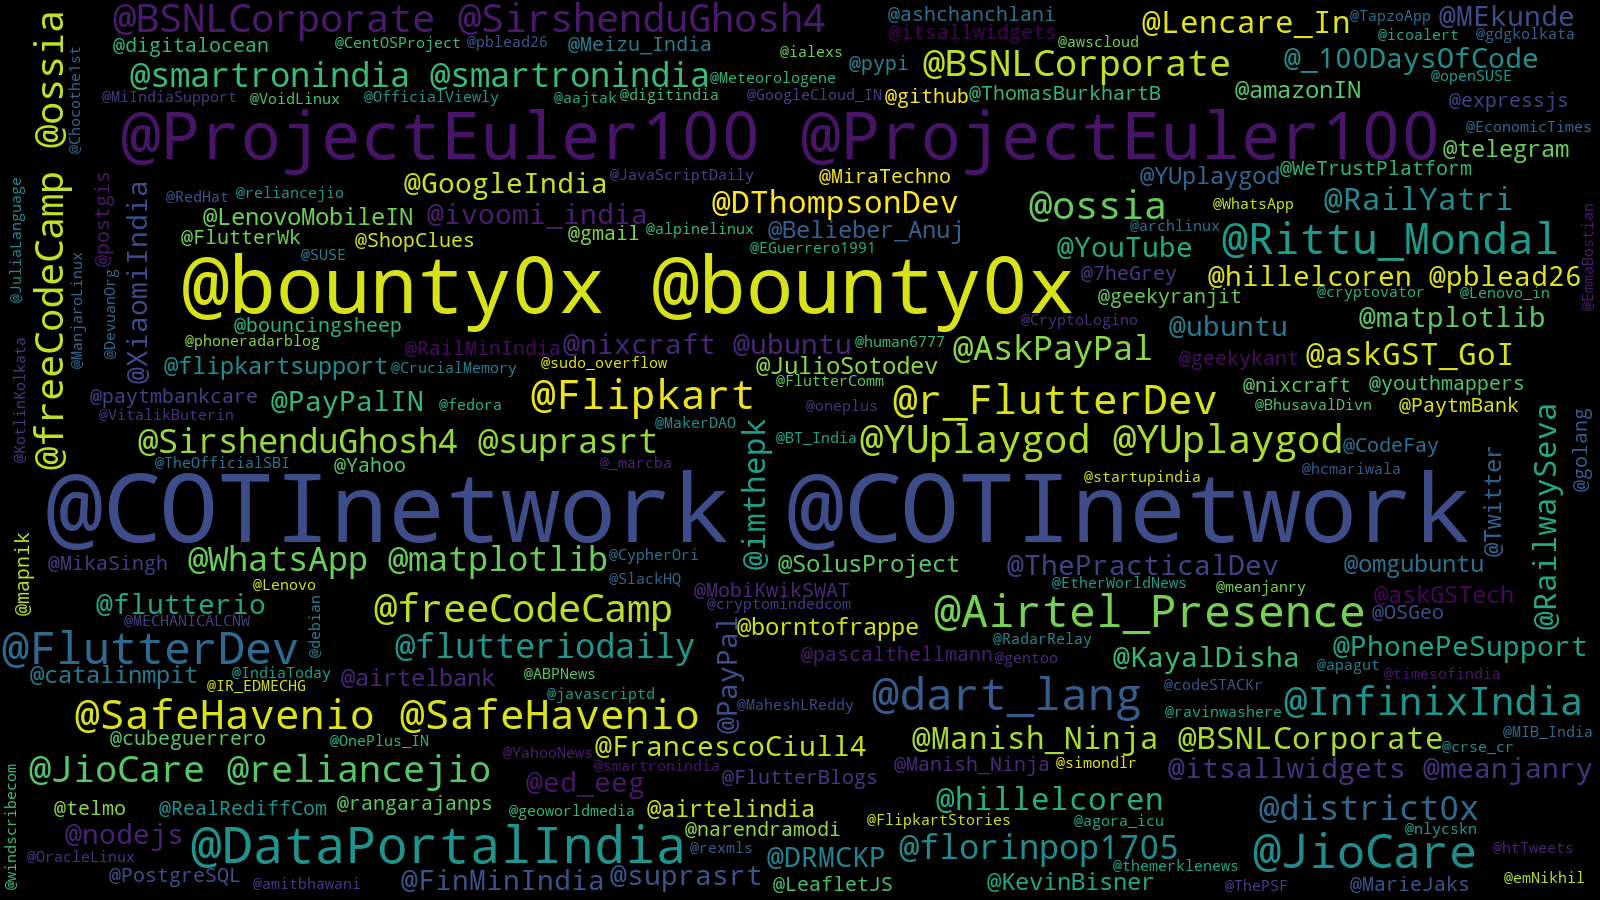 @BSNLCorporate @SirshenduGhosh4
@ashchanchlani
@Lencare_In
@TapzoApp
@MEkunde
@ossia
@Chocothe1st
@digitalocean
@CentOSProject
@pblead26
@Meizu_India
@itsallwidgets
@icoalert
@gdgkolkata
@ialexs
@awscloud
@smartronindia @smartronindia
@Meteorologene
@pypi
@BSNLCorporate
@_100DaysOfCode
@openSUSE
@MiIndiaSupport
@VoidLinux
@OfficialViewly
@aajtak
@digitindia
@GoogleCloud_IN
@github
@ThomasBurkhartB
@amazonIN
@expressjs
@ProjectEuler100 @ProjectEuler100
@EconomicTimes
@telegram
@JuliaLanguage
@freeCodeCamp
@postgis
@XiaomiIndia
@RedHat
@reliancejio
@GoogleIndia
@JavaScriptDaily
@MiraTechno
@YUplaygod
@WeTrustPlatform
@LenovoMobileIN
@ivoomi_india
@DThompsonDev
@ossia
@WhatsApp
@RailYatri
@FlutterWk
@ShopClues
@gmail
@alpinelinux
@Belieber_Anuj
@archlinux
@EmmaBostian
@SUSE
@EGuerrero1991
@YouTube
@Rittu_Mondal
@ManjaroLinux
@DevuanOrg
@bounty0x @bounty0x
@7heGrey
@hillelcoren @pblead26
@geekyranjit
@cryptovator
@Lenovo_in
@bouncingsheep
@CryptoLogino
@ubuntu
@matplotlib
@KotlinKolkata
@phoneradarblog
@RailMinIndia
@nixcraft @ubuntu
@human6777
@AskPayPal
@geekykant
@askGST_GoI
@flipkartsupport
@CrucialMemory
@sudo_overflow
@JulioSotodev
@FlutterComm
@nixcraft
@youthmappers
@paytmbankcare
@PayPalIN
@fedora
@Flipkart
@oneplus
@r_FlutterDev
@BhusavalDivn
@PaytmBank
@VitalikButerin
@MakerDAO
@imthepk
@RailwaySeva
@golang
@SirshenduGhosh4 @suprasrt
@BT_India
@YUplaygod @YUplaygod
@CodeFay
@Twitter
@TheOfficialSBI
@Yahoo
@_marcba
@startupindia
@hcmariwala
@COTInetwork @COTInetwork
@mapnik
@MikaSingh
@WhatsApp @matplotlib
@CypherOri
@SolusProject
@ThePracticalDev
@omgubuntu
@Lenovo
@SlackHQ
@MobiKwikSWAT
@EtherWorldNews
@meanjanry
@askGSTech
@flutterio
@freeCodeCamp
@cryptomindedcom
@Airtel_Presence
@OSGeo
@MECHANICALCNW
@debian
@PayPal
@borntofrappe
@FlutterDev
@flutteriodaily
@RadarRelay
@PhonePeSupport
@pascalthellmann
@gentoo
@KayalDisha
@apagut
@catalinmpit
@IndiaToday
@airtelbank
@ABPNews
@timesofindia
@IR_EDMECHG
@javascriptd
@dart_lang
@codeSTACKr
@InfinixIndia
@SafeHavenio @SafeHavenio
@MaheshLReddy
@ravinwashere
@cubeguerrero
@OnePlus_IN
@YahooNews
@FrancescoCiull4
@Manish_Ninja @BSNLCorporate
@crse_cr
@MIB_India
@JioCare @reliancejio
@smartronindia
@Manish_Ninja
@simondlr
@itsallwidgets @meanjanry
@windscribecom
@ed_eeg
@FlutterBlogs
@telmo
@RealRediffCom
@rangarajanps
@geoworldmedia
@airtelindia
@hillelcoren
@district0x
@nodejs
@DataPortalIndia
@narendramodi
@FlipkartStories
@agora_icu
@nlycskn
@OracleLinux
@rexmls
@DRMCKP
@florinpop1705
@JioCare
@htTweets
@PostgreSQL
@amitbhawani
@FinMinIndia
@suprasrt
@LeafletJS
@themerklenews
@KevinBisner
@ThePSF
@MarieJaks
@emNikhil